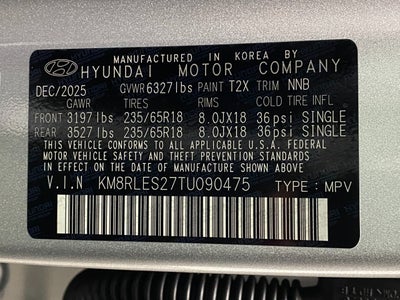 MANUFACTURED IN KOREA BY
HYUNDAI MOTOR COMPANY
DEC/2025 GVWR 6327lbs PAINT T2X TRIM NNB
GAWR TIRES RIMS COLD TIRE INFL
FRONT 3197lbs 235/65R18 8.0JX18 36psi SINGLE
REAR 3527lbs 235/65R18 8.0JX18 36psi SINGLE
THIS VEHICLE CONFORMS TO ALL APPLICABLE U.S.A. FEDERAL
MOTOR VEHICLE SAFETY STANDARDS IN EFFECT ON THE DATE OF
MANUFACTURE SHOWN ABOVE.
V.I.N KM8RLES27TU090475 TYPE : MPV